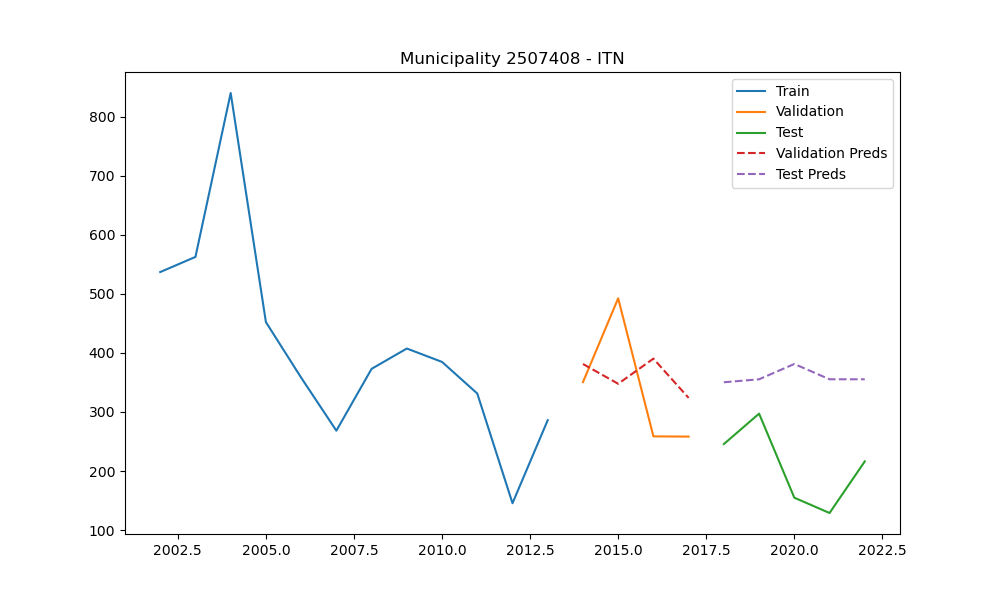 Municipality 2507408 - ITN
Train
Validation
Test
Validation Preds
Test Preds
800
700
600
500
400
300
200
100
2002.5 2005.0 2007.5 2010.0 2012.5 2015.0 2017.5 2020.0 2022.5